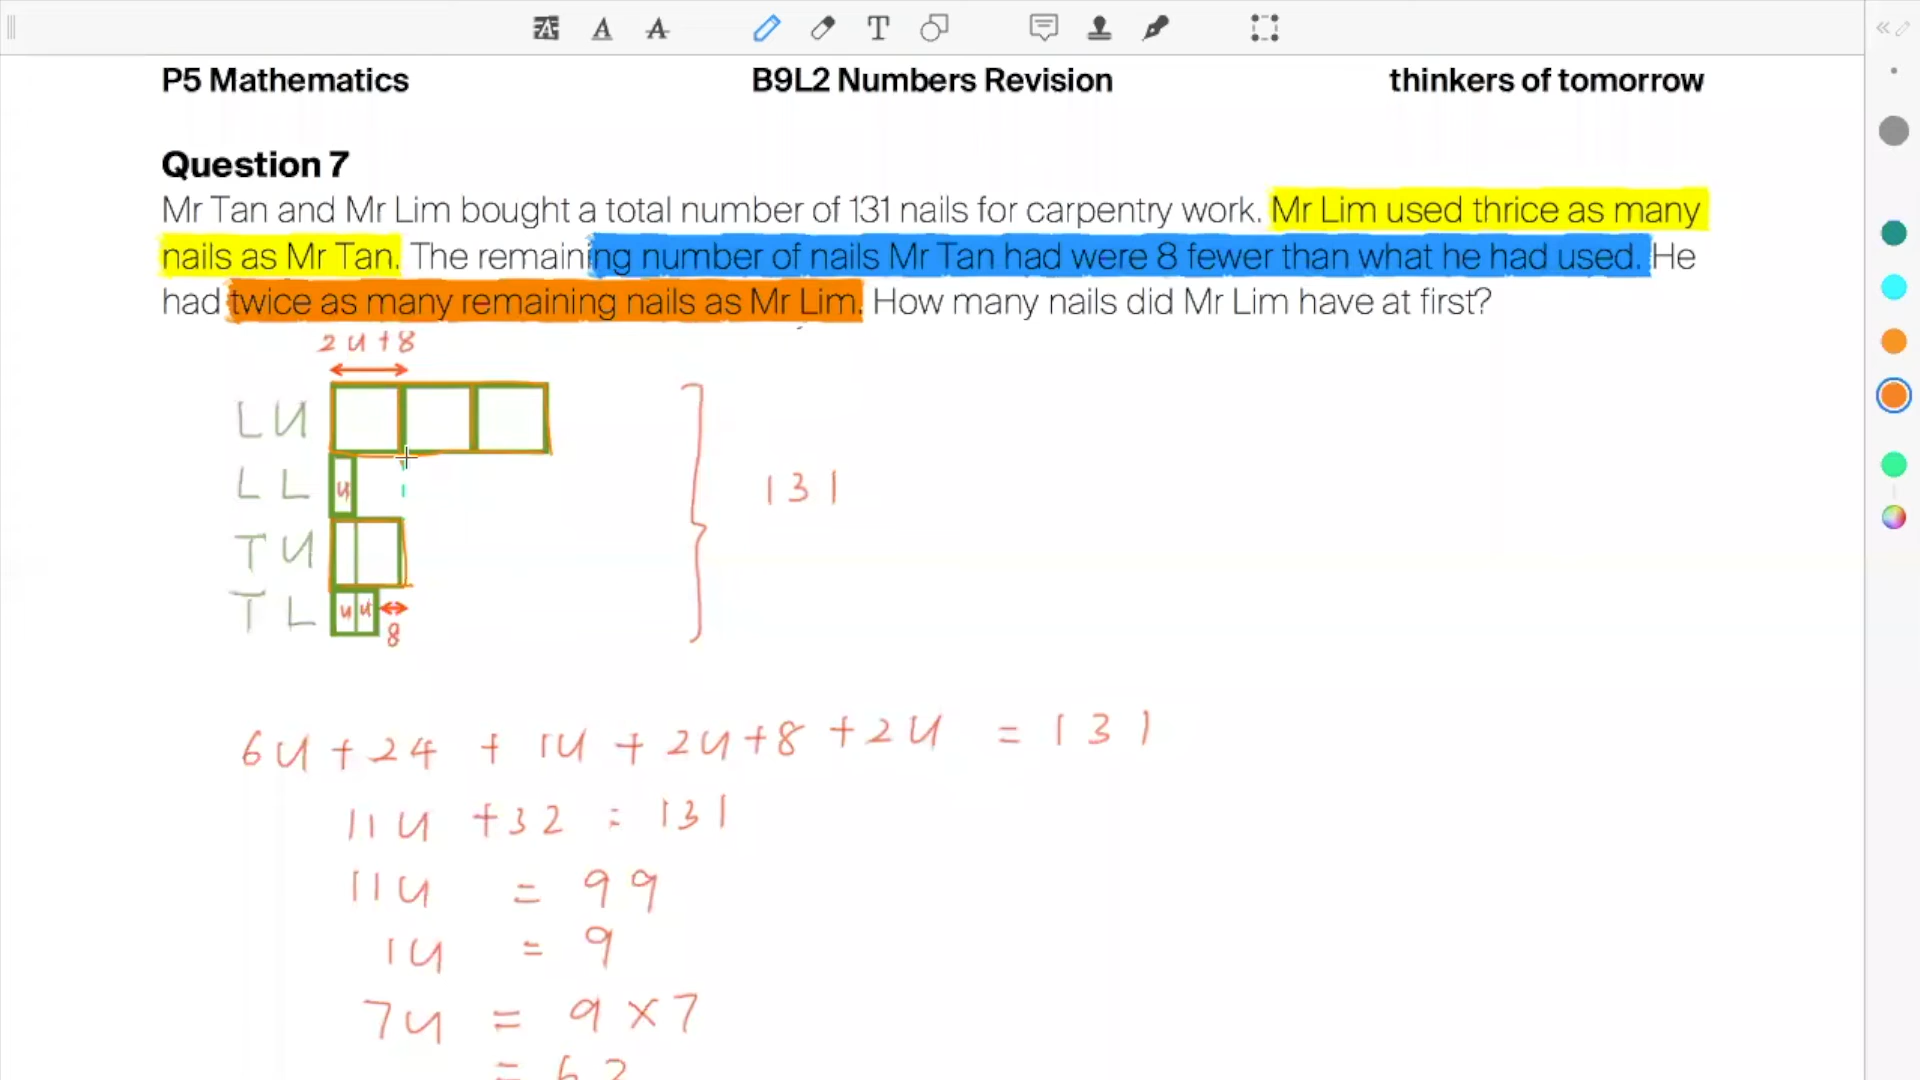 P5 Mathematics B9L2 Numbers Revision thinkers of tomorrow
Question 7
Mr Tan and Mr Lim bought a total number of 131 nails for carpentry work. Mr Lim used thrice as many
nails as Mr Tan. The remaining number of nails Mr Tan had were 8 fewer than what he had used. He
had twice as many remaining nails as Mr Lim. How many nails did Mr Lim have at first?
2u+8
LU
LL u
131
TU
TL u u
8
6u+24 + 1u + 2u+8 +2u = 131
11u +32 = 131
11u = 99
1u = 9
7u = 9×7
= 63